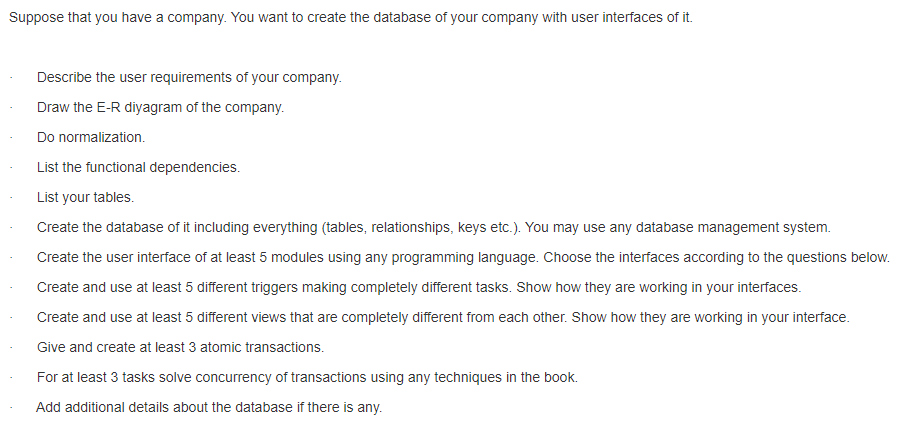 Suppose that you have a company. You want to create the database of your company with user interfaces of it.
· Describe the user requirements of your company.
· Draw the E-R diyagram of the company.
· Do normalization.
· List the functional dependencies.
· List your tables.
· Create the database of it including everything (tables, relationships, keys etc.). You may use any database management system.
· Create the user interface of at least 5 modules using any programming language. Choose the interfaces according to the questions below.
· Create and use at least 5 different triggers making completely different tasks. Show how they are working in your interfaces.
· Create and use at least 5 different views that are completely different from each other. Show how they are working in your interface.
· Give and create at least 3 atomic transactions.
· For at least 3 tasks solve concurrency of transactions using any techniques in the book.
· Add additional details about the database if there is any.